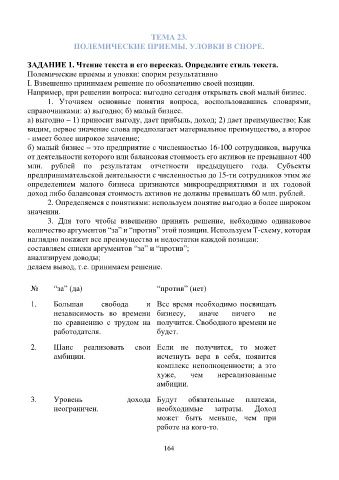 ТЕМА 23.
ПОЛЕМИЧЕСКИЕ ПРИЕМЫ. УЛОВКИ В СПОРЕ.
ЗАДАНИЕ 1. Чтение текста и его пересказ. Определите стиль текста.
Полемические приемы и уловки: спорим результативно
I. Взвешенно принимаем решение по обозначению своей позиции.
Например, при решении вопроса: выгодно сегодня открывать свой малый бизнес.
1. Уточняем основные понятия вопроса, воспользовавшись словарями,
справочниками: а) выгодно; б) малый бизнес.
а) выгодно – 1) приносит выгоду, дает прибыль, доход; 2) дает преимущество; Как
видим, первое значение слова предполагает материальное преимущество, а второе
- имеет более широкое значение;
б) малый бизнес – это предприятие с численностью 16-100 сотрудников, выручка
от деятельности которого или балансовая стоимость его активов не превышают 400
млн. рублей по результатам отчетности предыдущего года. Субъекты
предпринимательской деятельности с численностью до 15-ти сотрудников этим же
определением малого бизнеса признаются микропредприятиями и их годовой
доход либо балансовая стоимость активов не должна превышать 60 млн. рублей.
2. Определяемся с понятиями: используем понятие выгодно в более широком
значении.
3. Для того чтобы взвешенно принять решение, небходимо одинаковое
количество аргументов “за” и “против” этой позиции. Используем Т-схему, которая
наглядно покажет все преимущества и недостатки каждой позиции:
составляем списки аргументов “за” и “против”;
анализируем доводы;
делаем вывод, т.е. принимаем решение.
№ “за” (да) “против” (нет)
1. Большая свобода и Все время необходимо посвящать
независимость во времени бизнесу, иначе ничего не
по сравнению с трудом на получится. Свободного времени не
работодателя. будет.
2. Шанс реализовать свои Если не получится, то может
амбиции. исчезнуть вера в себя, появится
комплекс неполноценности; а это
хуже, чем нереализованные
амбиции.
3. Уровень дохода Будут обязательные платежи,
неограничен. необходимые затраты. Доход
может быть меньше, чем при
работе на кого-то.
164